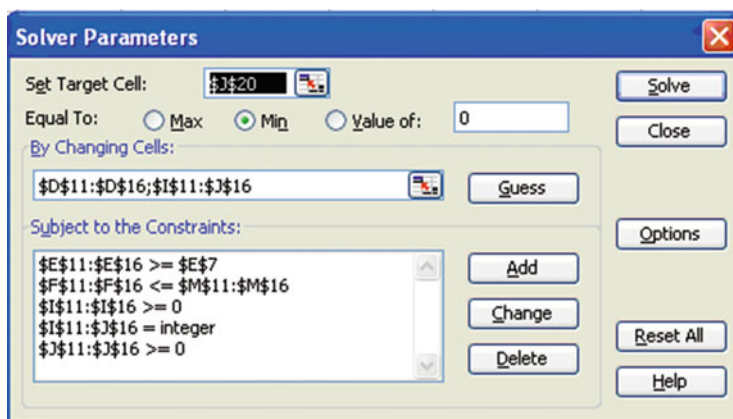 Solver Parameters
Set Target Cell: $J$20 Solve
Equal To: Max Min Value of: 0 Close
By Changing Cells:
$D$11:$D$16;$I$11:$J$16 Guess
Subject to the Constraints: Options
$E$11:$E$16 >= $E$7 Add
$F$11:$F$16 <= $M$11:$M$16
$I$11:$I$16 >= 0 Change
$I$11:$J$16 = integer Reset All
$J$11:$J$16 >= 0 Delete
Help